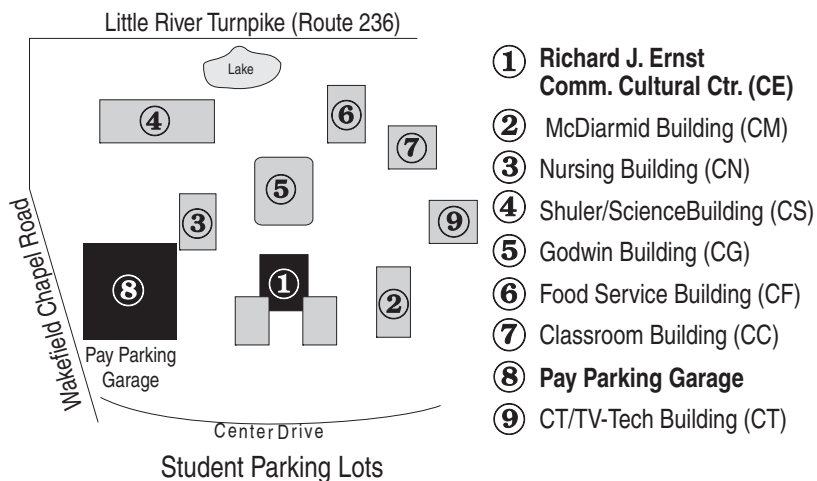 Little River Turnpike (Route 236)
Lake
4
6
7
5
3
9
8
1
2
Wakefield Chapel Road
Pay Parking
Garage
Center Drive
Student Parking Lots
1 Richard J. Ernst
Comm. Cultural Ctr. (CE)
2 McDiarmid Building (CM)
3 Nursing Building (CN)
4 Shuler/ScienceBuilding (CS)
5 Godwin Building (CG)
6 Food Service Building (CF)
7 Classroom Building (CC)
8 Pay Parking Garage
9 CT/TV-Tech Building (CT)